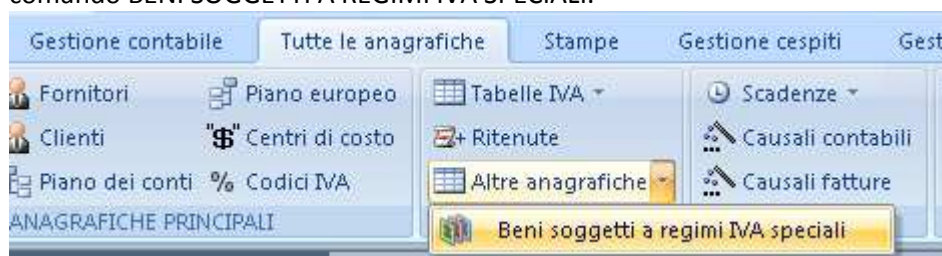 comando BENI SOGGETTI A REGIMI IVA SPECIALI.
Gestione contabile Tutte le anagrafiche Stampe Gestione cespiti Gest
Fornitori Piano europeo Tabelle IVA Scadenze
Clienti "$" Centri di costo Ritenute Causali contabili
Piano dei conti % Codici IVA Altre anagrafiche Causali fatture
ANAGRAFICHE PRINCIPALI
Beni soggetti a regimi IVA speciali